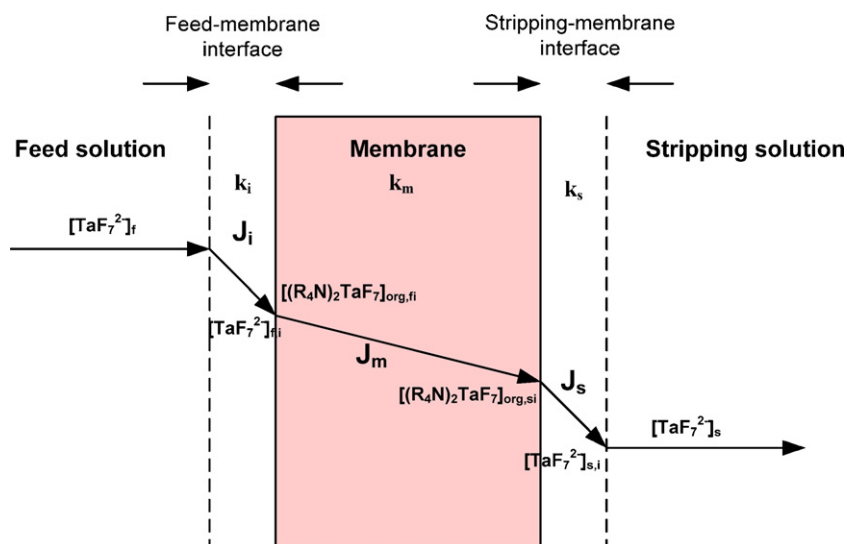 Feed-membrane
interface
Stripping-membrane
interface
Feed solution
Membrane
Stripping solution
kᵢ
kₘ
kₛ
[TaF₇²⁻]f
Jᵢ
[(R₄N)₂TaF₇]org,fi
[TaF₇²⁻]f,i
Jₘ
[(R₄N)₂TaF₇]org,si
Jₛ
[TaF₇²⁻]s
[TaF₇²⁻]s,i